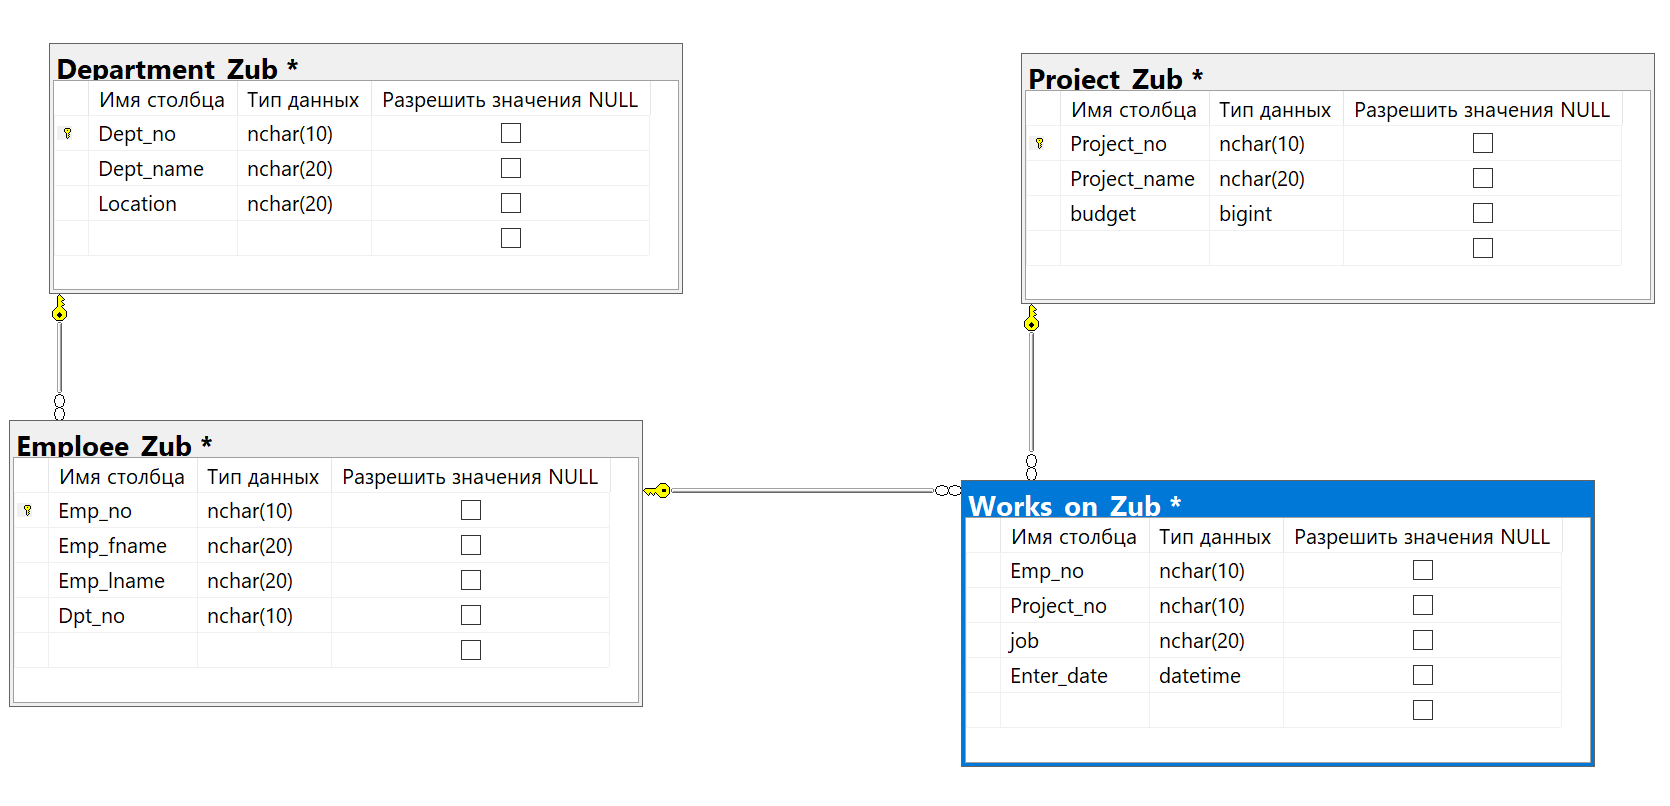 Department_Zub *
Имя столбца Тип данных Разрешить значения NULL
Dept_no nchar(10)
Dept_name nchar(20)
Location nchar(20)
Project_Zub *
Имя столбца Тип данных Разрешить значения NULL
Project_no nchar(10)
Project_name nchar(20)
budget bigint
Emploee_Zub *
Имя столбца Тип данных Разрешить значения NULL
Emp_no nchar(10)
Emp_fname nchar(20)
Emp_lname nchar(20)
Dpt_no nchar(10)
Works_on_Zub *
Имя столбца Тип данных Разрешить значения NULL
Emp_no nchar(10)
Project_no nchar(10)
job nchar(20)
Enter_date datetime